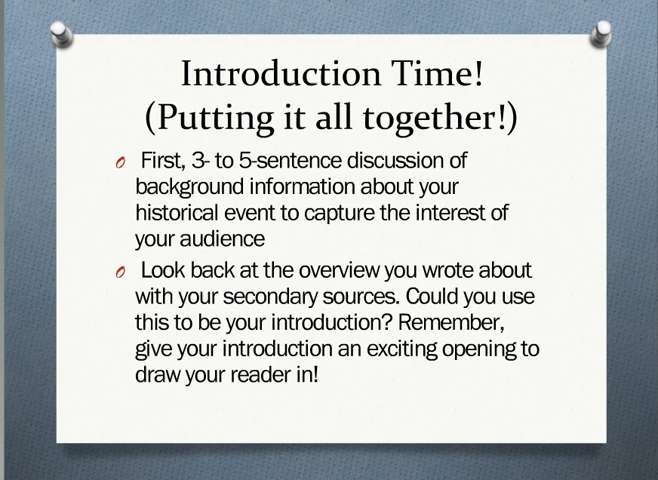 Introduction Time!
(Putting it all together!)
First, 3- to 5-sentence discussion of
background information about your
historical event to capture the interest of
your audience
Look back at the overview you wrote about
with your secondary sources. Could you use
this to be your introduction? Remember,
give your introduction an exciting opening to
draw your reader in!